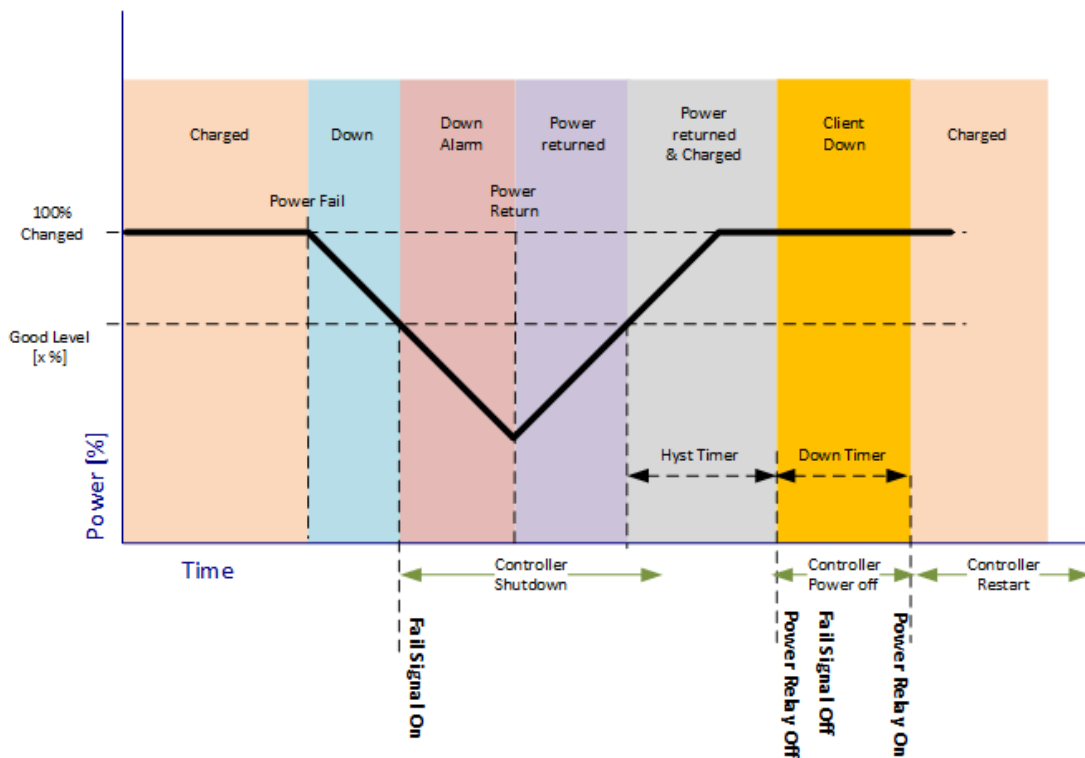 Charged
Down
Down
Alarm
Power
returned
Power
returned
& Charged
Client
Down
Charged
Power Fail
Power
Return
100%
Changed
Good Level
[x %]
Power [%]
Hyst Timer
Down Timer
Time
Controller
Shutdown
Controller
Power off
Controller
Restart
Fail Signal On
Power Relay Off
Fail Signal Off
Power Relay On